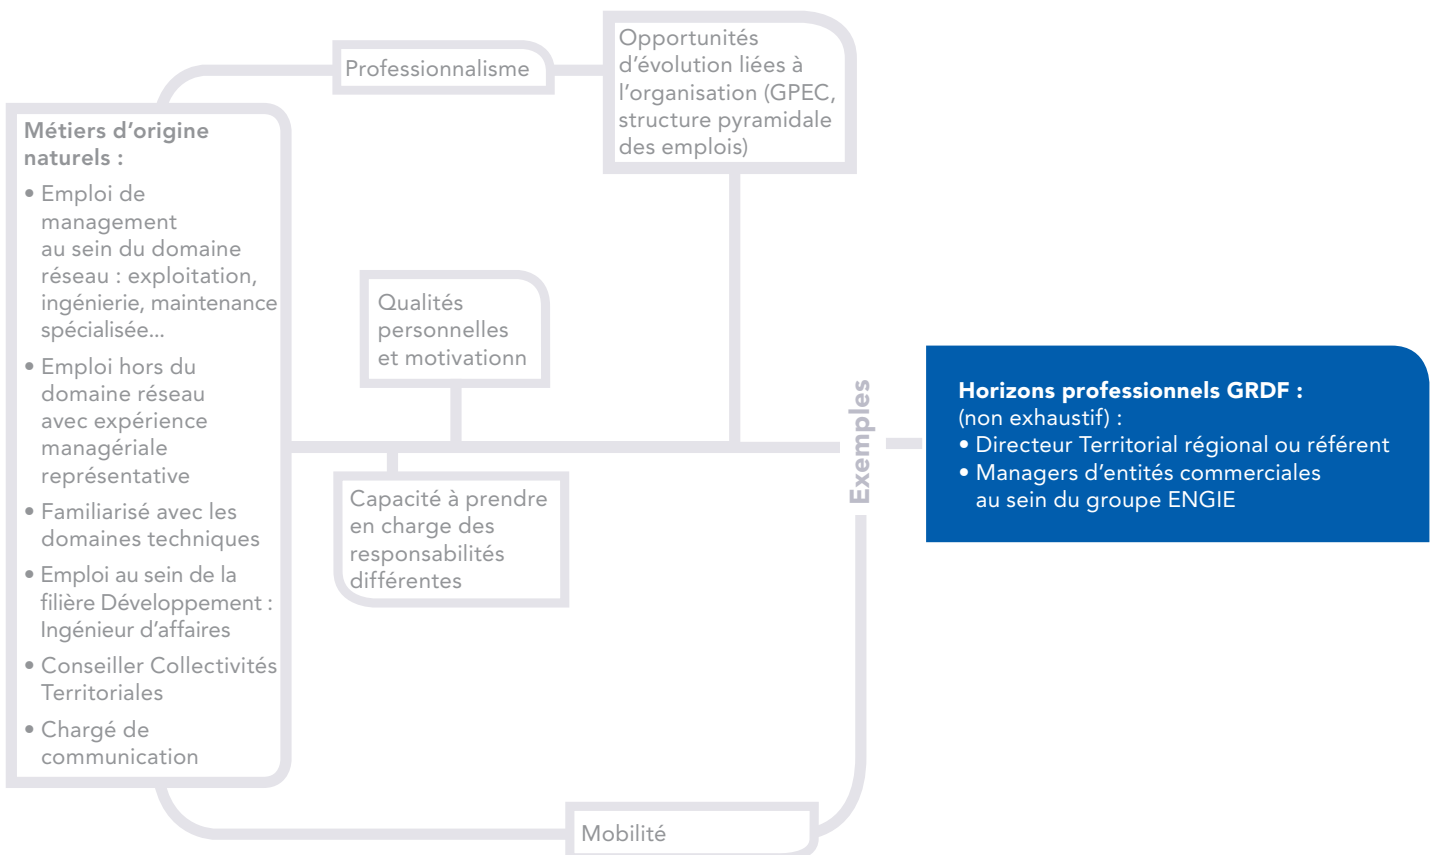 Professionnalisme
Opportunités
d'évolution liées à
l'organisation (GPEC,
structure pyramidale
des emplois)
Métiers d'origine
naturels :
• Emploi de
management
au sein du domaine
réseau : exploitation,
ingénierie, maintenance
spécialisée...
• Emploi hors du
domaine réseau
avec expérience
managériale
représentative
• Familiarisé avec les
domaines techniques
• Emploi au sein de la
filière Développement :
Ingénieur d'affaires
• Conseiller Collectivités
Territoriales
• Chargé de
communication
Qualités
personnelles
et motivationn
Capacité à prendre
en charge des
responsabilités
différentes
Mobilité
Exemples
Horizons professionnels GRDF :
(non exhaustif) :
• Directeur Territorial régional ou référent
• Managers d'entités commerciales
au sein du groupe ENGIE